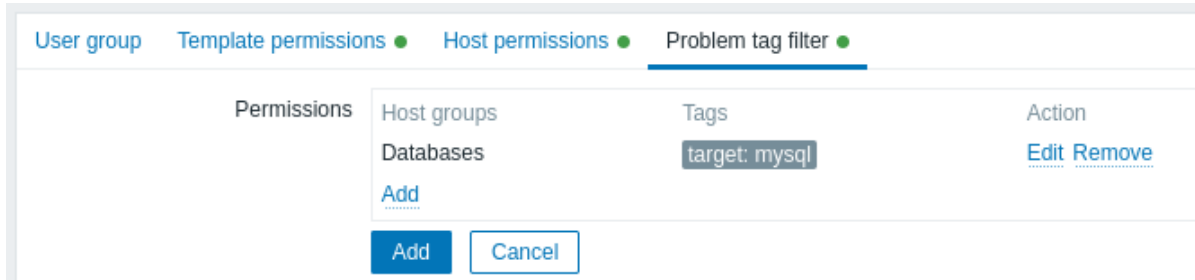 User group Template permissions Host permissions Problem tag filter
Permissions Host groups Tags Action
Databases target: mysql Edit Remove
Add
Add Cancel